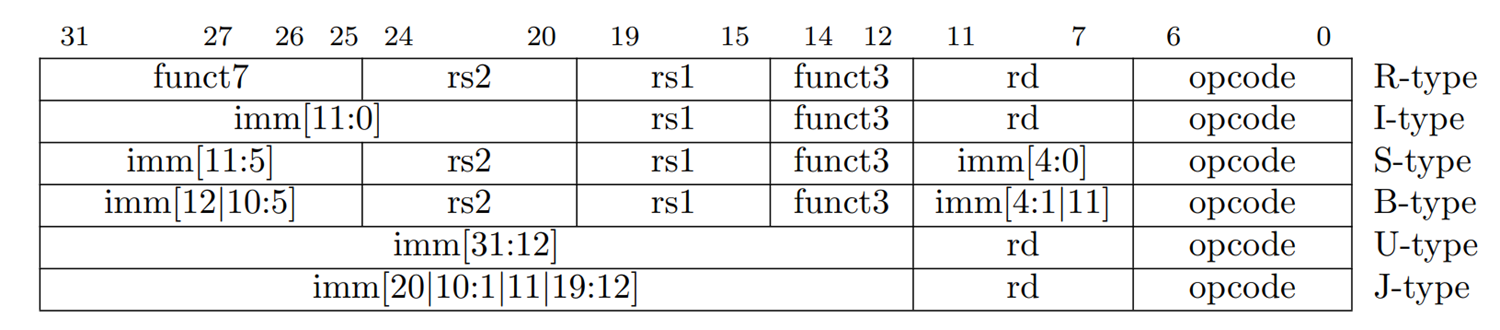 31 27 26 25 24 20 19 15 14 12 11 7 6 0
funct7 rs2 rs1 funct3 rd opcode R-type
imm[11:0] rs1 funct3 rd opcode I-type
imm[11:5] rs2 rs1 funct3 imm[4:0] opcode S-type
imm[12|10:5] rs2 rs1 funct3 imm[4:1|11] opcode B-type
imm[31:12] rd opcode U-type
imm[20|10:1|11|19:12] rd opcode J-type